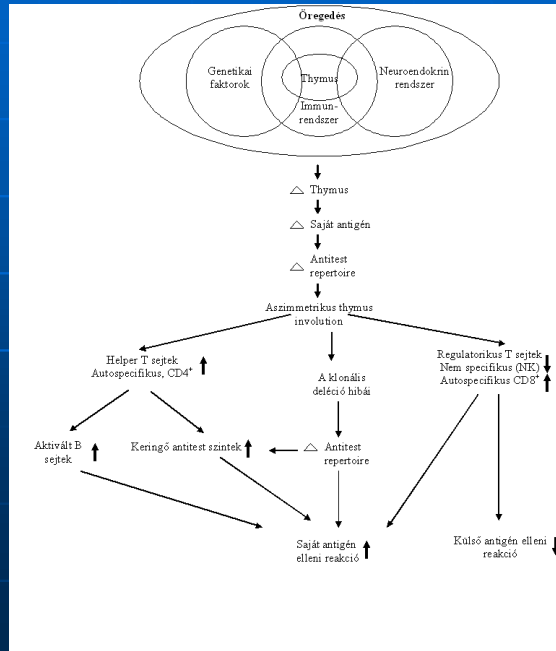 Öregedés
Genetikai
faktorok
Thymus
Immun-
rendszer
Neuroendokrin
rendszer
△ Thymus
△ Saját antigén
△ Antitest
repertoire
Aszimmetrikus thymus
involution
Helper T sejtek
Autospecifikus, CD4⁺
A klonális
deléció hibái
Regulatorikus T sejtek
Nem specifikus (NK)
Autospecifikus CD8⁺
Aktivált B
sejtek
Keringő antitest szintek
△ Antitest
repertoire
Saját antigén
elleni reakció
Külső antigén elleni
reakció